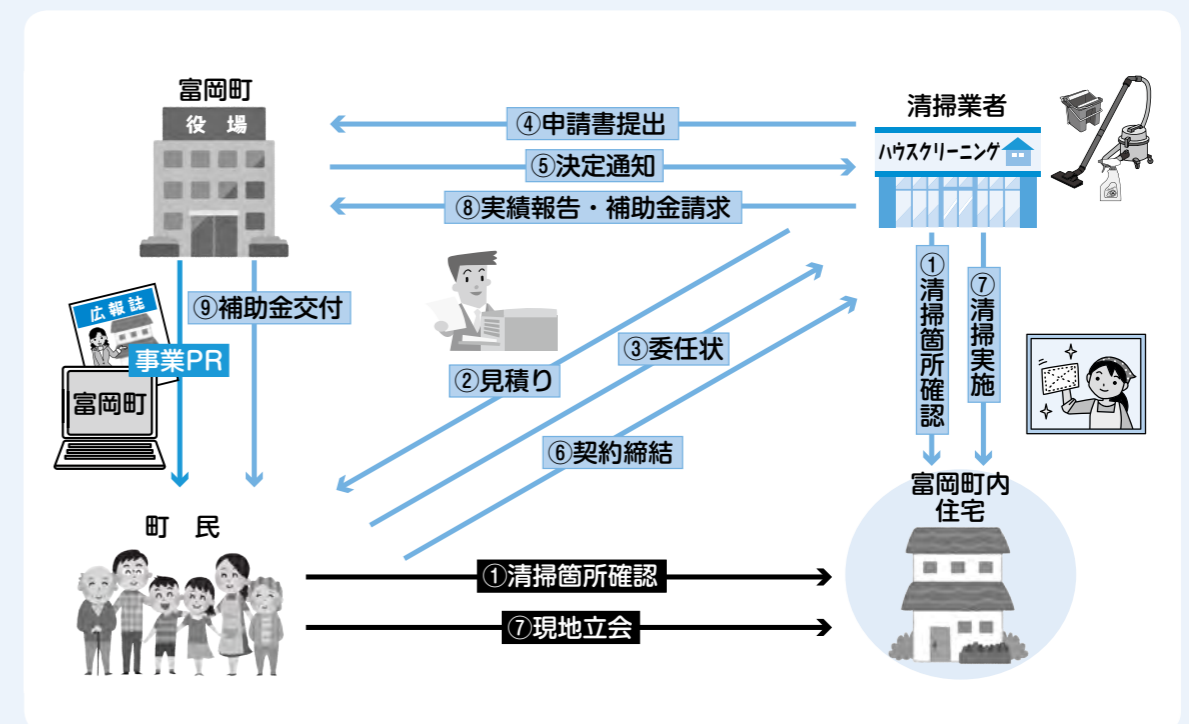 富岡町
役場
清掃業者
ハウスクリーニング
④申請書提出
⑤決定通知
⑧実績報告・補助金請求
⑨補助金交付
広報誌
事業PR
富岡町
②見積り
③委任状
⑥契約締結
①清掃箇所確認
⑦清掃実施
富岡町内
住宅
町民
①清掃箇所確認
⑦現地立会